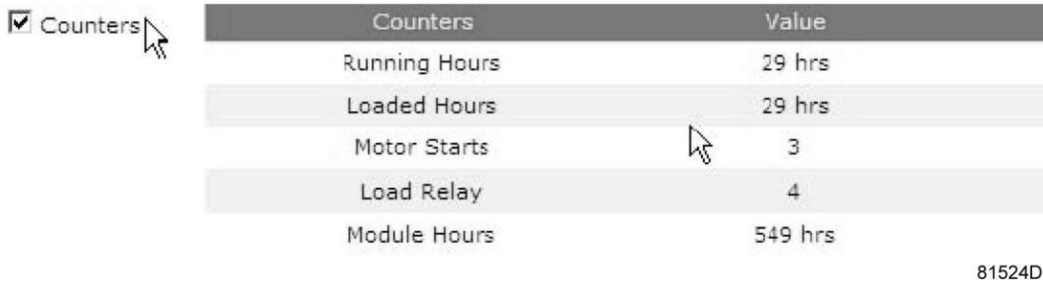 Counters
Counters Value
Running Hours 29 hrs
Loaded Hours 29 hrs
Motor Starts 3
Load Relay 4
Module Hours 549 hrs
81524D